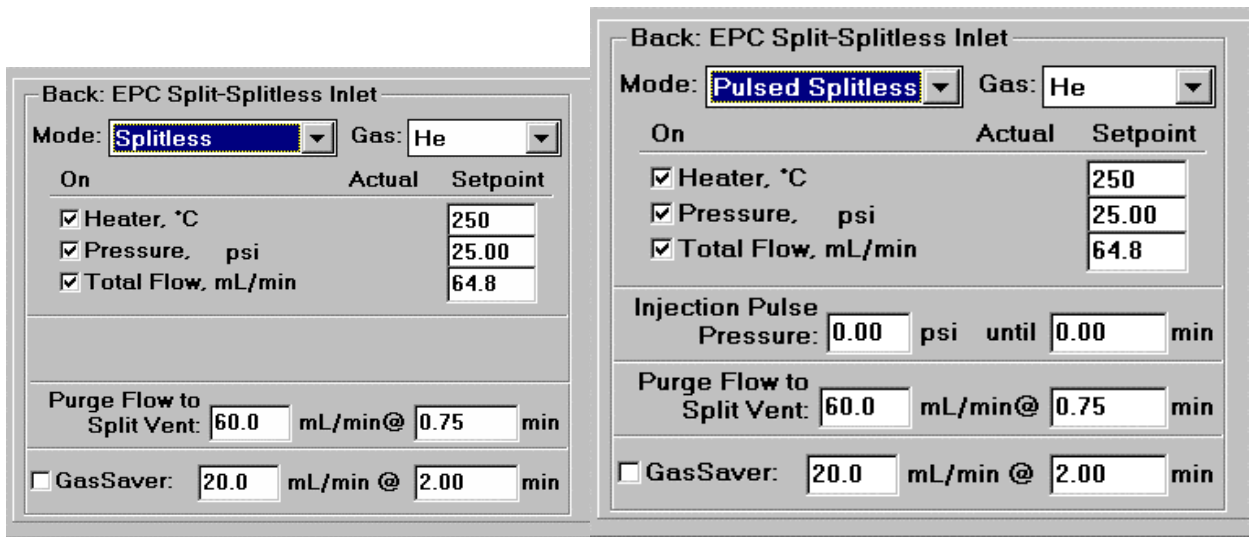 Back: EPC Split-Splitless Inlet
Mode: Splitless Gas: He
On Actual Setpoint
Heater, °C 250
Pressure, psi 25.00
Total Flow, mL/min 64.8
Purge Flow to
Split Vent: 60.0 mL/min@ 0.75 min
GasSaver: 20.0 mL/min @ 2.00 min
Back: EPC Split-Splitless Inlet
Mode: Pulsed Splitless Gas: He
On Actual Setpoint
Heater, °C 250
Pressure, psi 25.00
Total Flow, mL/min 64.8
Injection Pulse
Pressure: 0.00 psi until 0.00 min
Purge Flow to
Split Vent: 60.0 mL/min@ 0.75 min
GasSaver: 20.0 mL/min @ 2.00 min